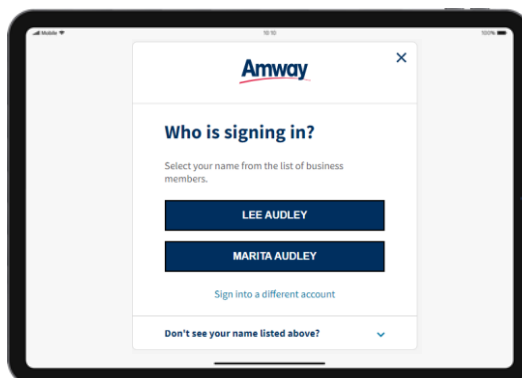 Mobile 10:10 100%
Amway
Who is signing in?
Select your name from the list of business
members.
LEE AUDLEY
MARITA AUDLEY
Sign into a different account
Don't see your name listed above?